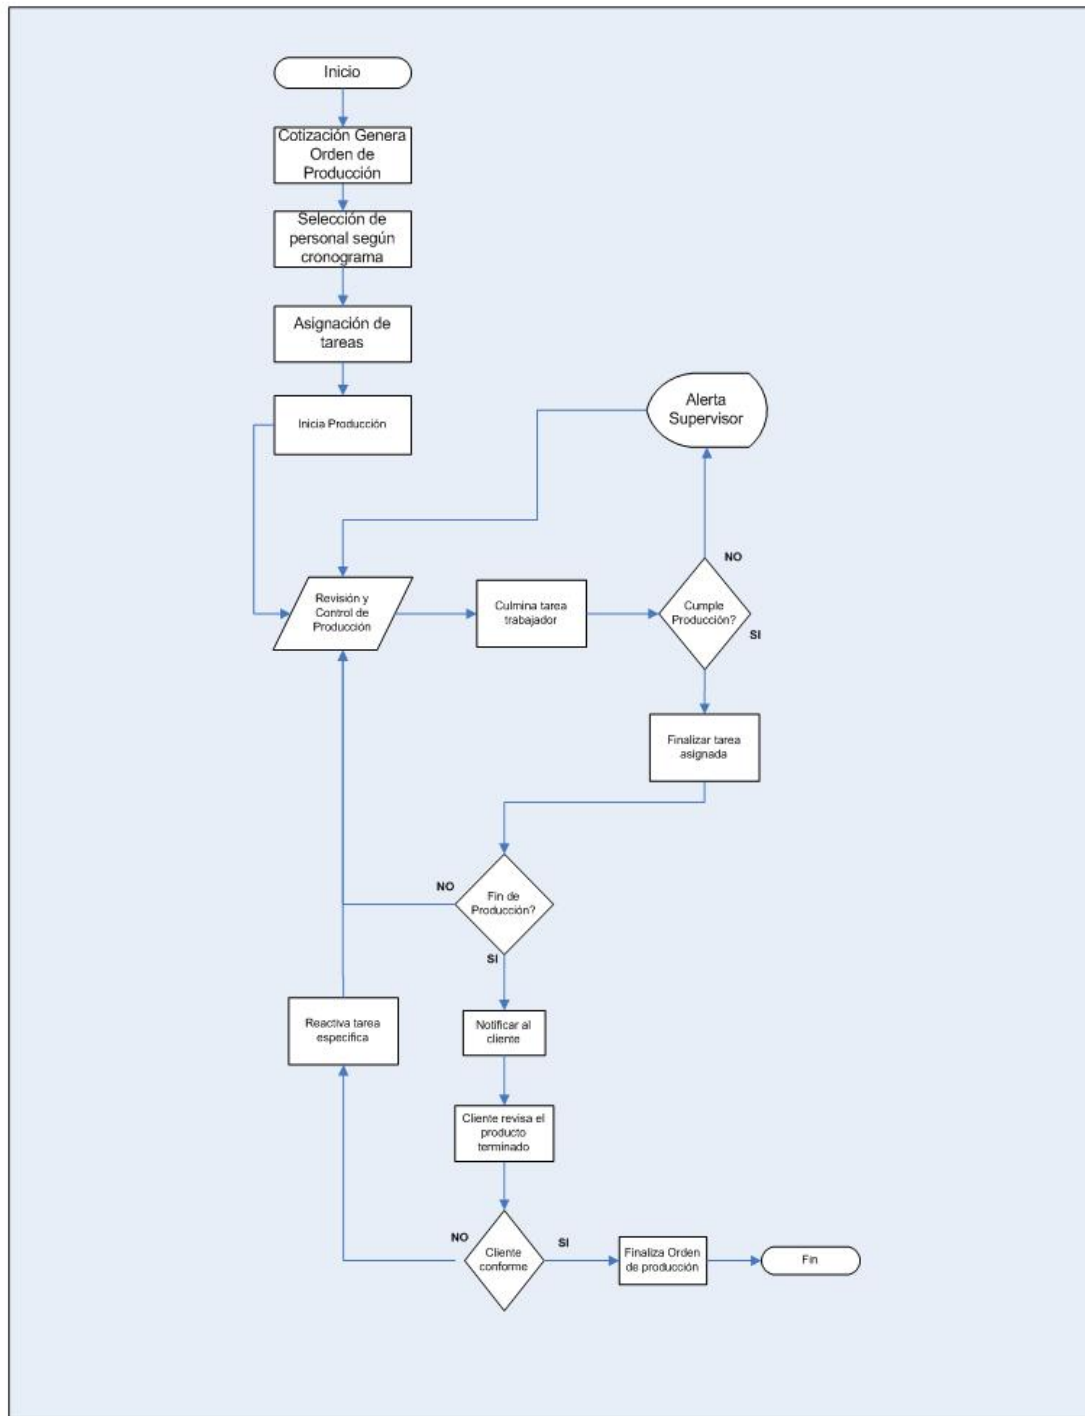 Inicio
Cotización Genera
Orden de
Producción
Selección de
personal según
cronograma
Asignación de
tareas
Inicia Producción
Alerta
Supervisor
NO
Revisión y
Control de
Producción
Culmina tarea
trabajador
Cumple
Producción?
SI
Finalizar tarea
asignada
NO
Fin de
Producción?
SI
Reactiva tarea
especifica
Notificar al
cliente
Cliente revisa el
producto
terminado
NO
Cliente
conforme
SI
Finaliza Orden
de producción
Fin